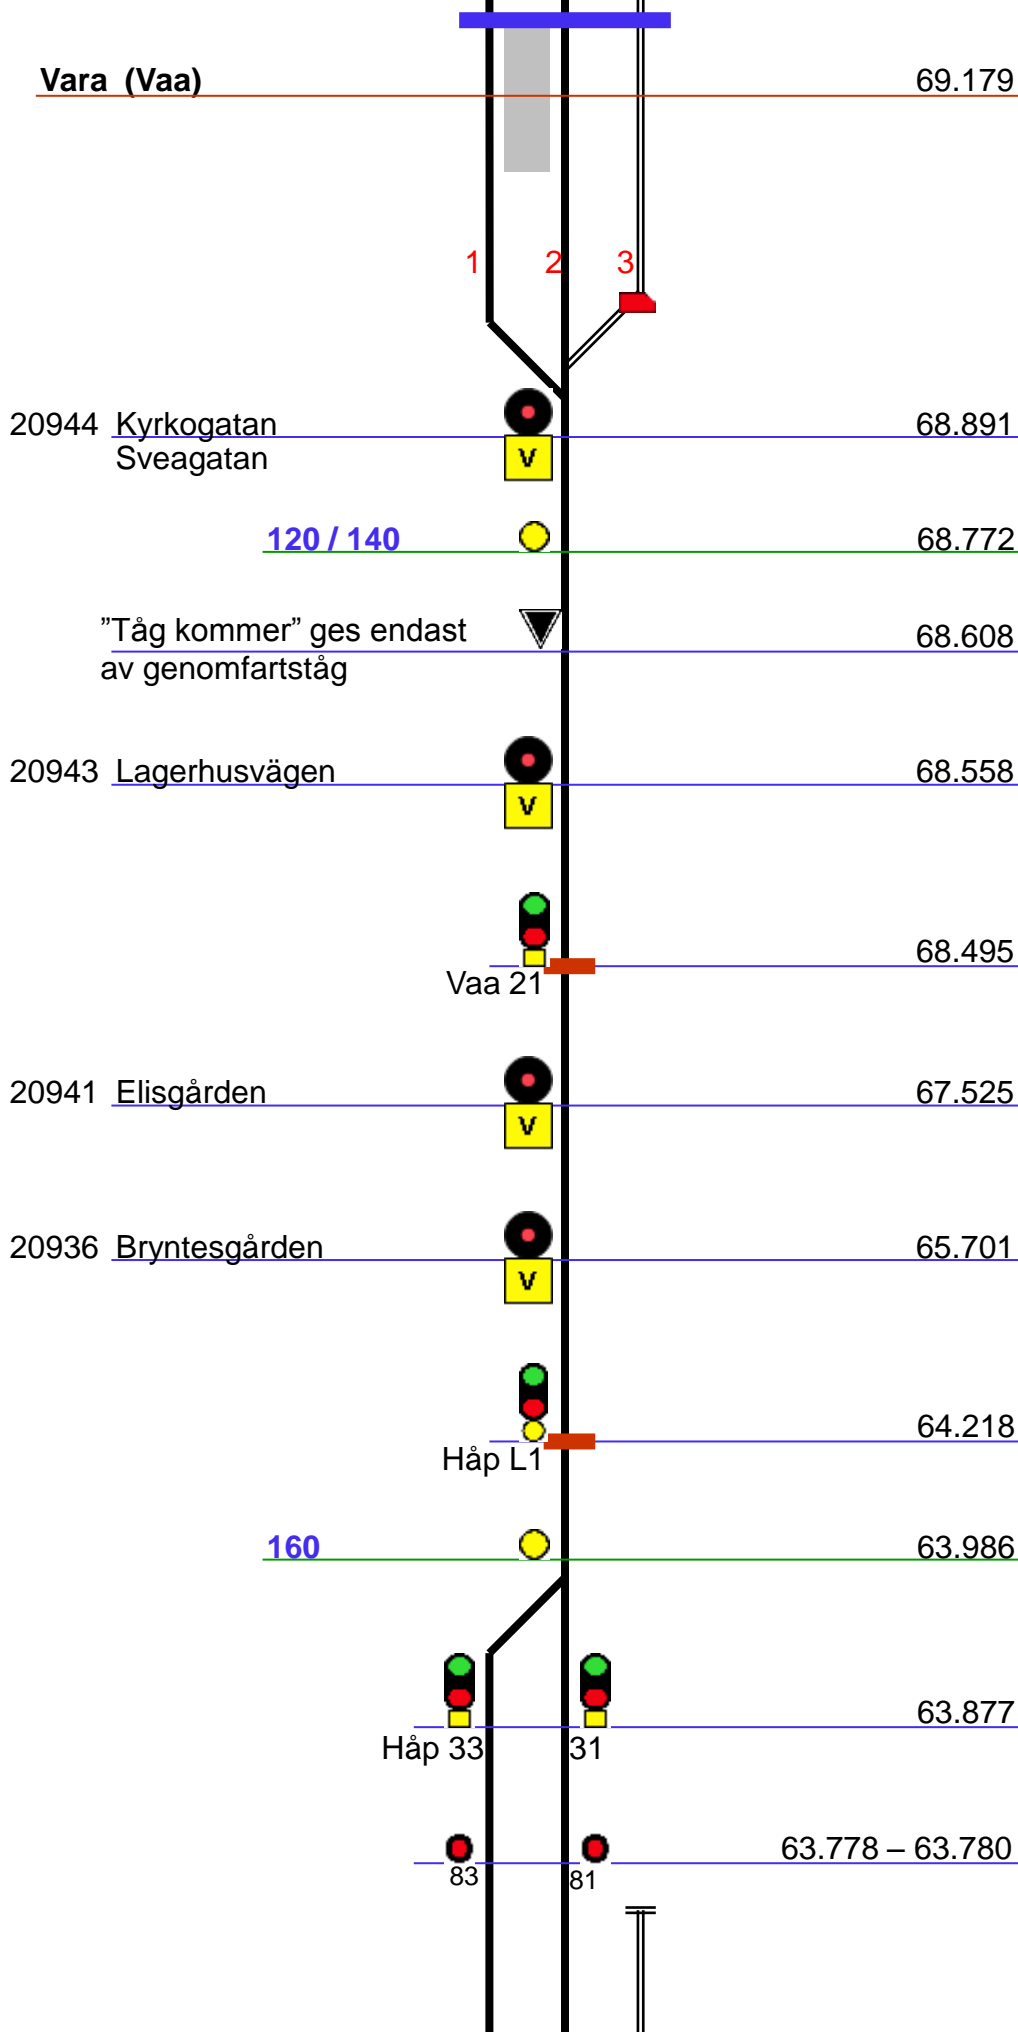 Vara (Vaa) 69.179
1 2 3
20944 Kyrkogatan 68.891
Sveagatan
V
120 / 140 68.772
”Tåg kommer” ges endast 68.608
av genomfartståg
20943 Lagerhusvägen 68.558
V
68.495
Vaa 21
20941 Elisgården 67.525
V
20936 Bryntesgården 65.701
V
64.218
Håp L1
160 63.986
63.877
Håp 33 31
63.778 – 63.780
83 81